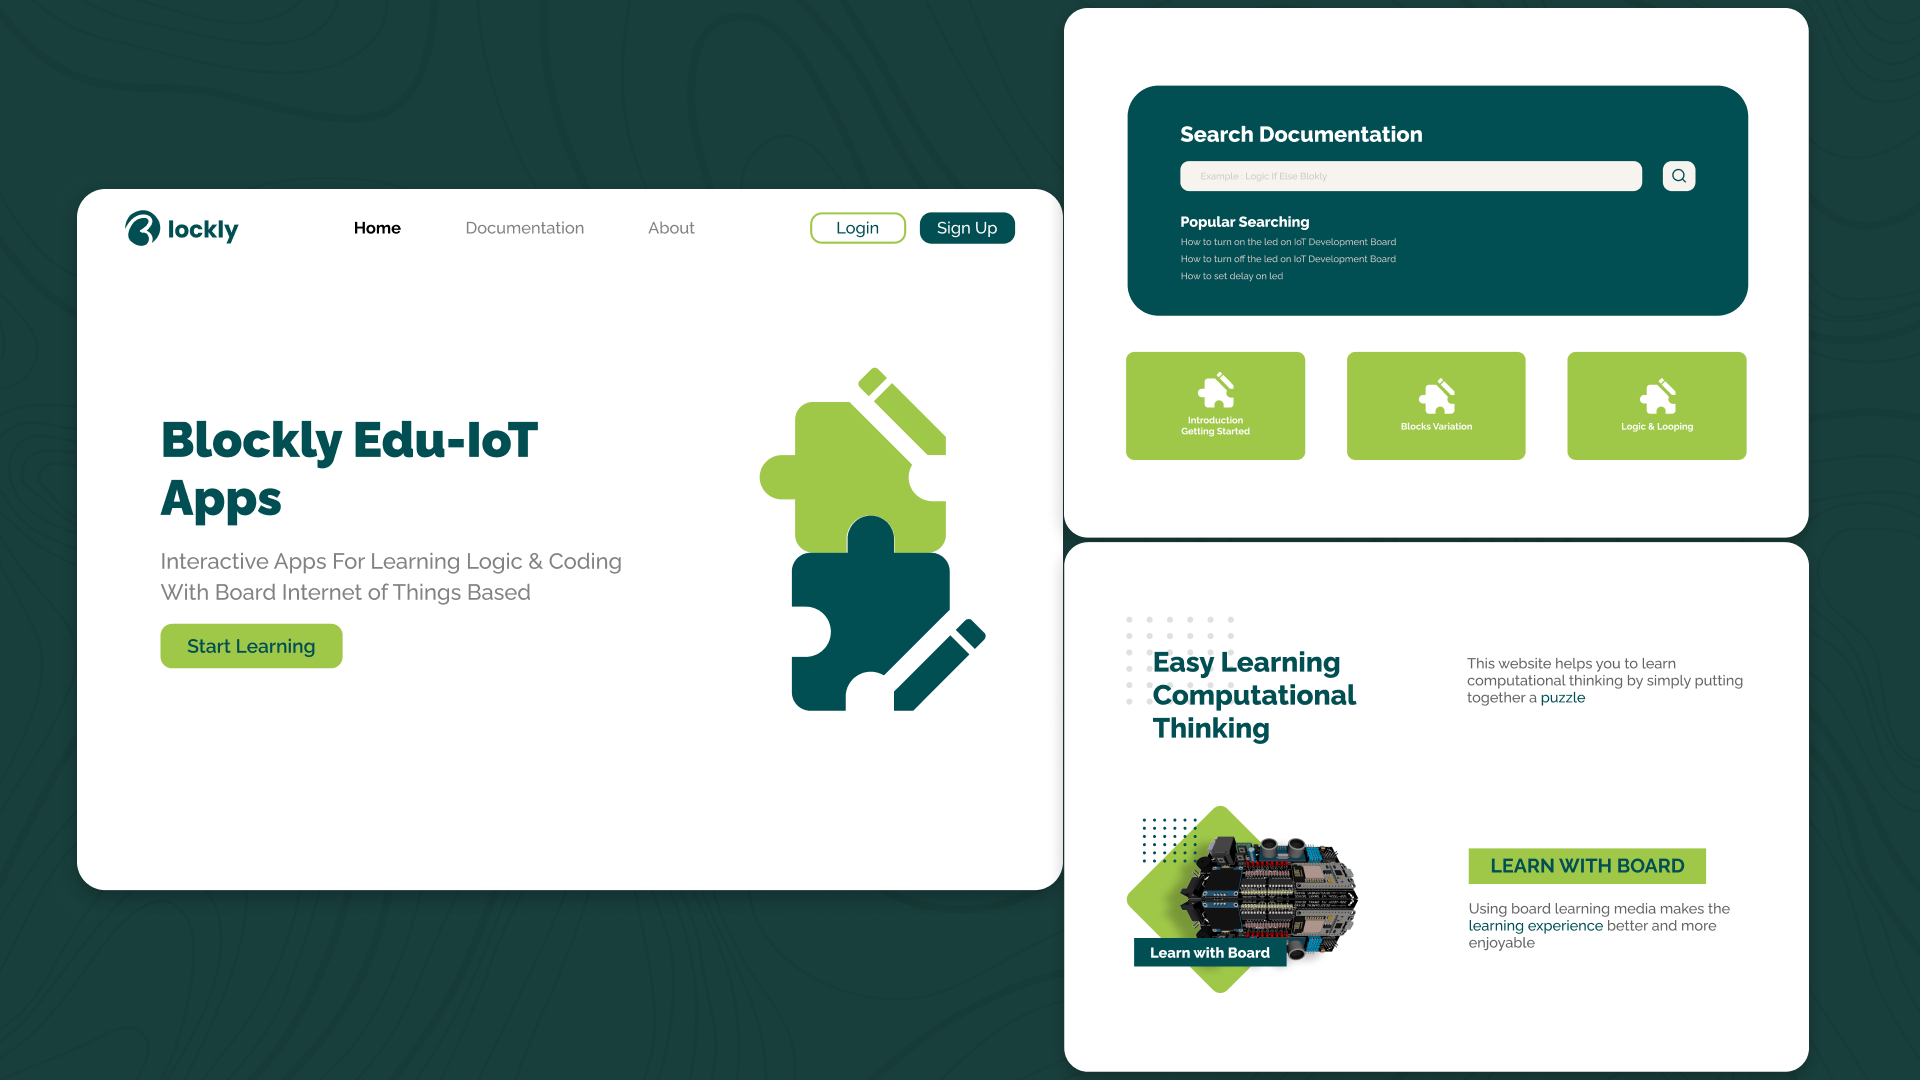 Blockly
Home
Documentation
About
Login
Sign Up
Blockly Edu-IoT
Apps
Interactive Apps For Learning Logic & Coding
With Board Internet of Things Based
Start Learning
Search Documentation
Example : Logic If Else Blokly
Popular Searching
How to turn on the led on IoT Development Board
How to turn off the led on IoT Development Board
How to set delay on led
Introduction
Getting Started
Blocks Variation
Logic & Looping
Easy Learning
Computational
Thinking
This website helps you to learn
computational thinking by simply putting
together a puzzle
Learn with Board
LEARN WITH BOARD
Using board learning media makes the
learning experience better and more
enjoyable